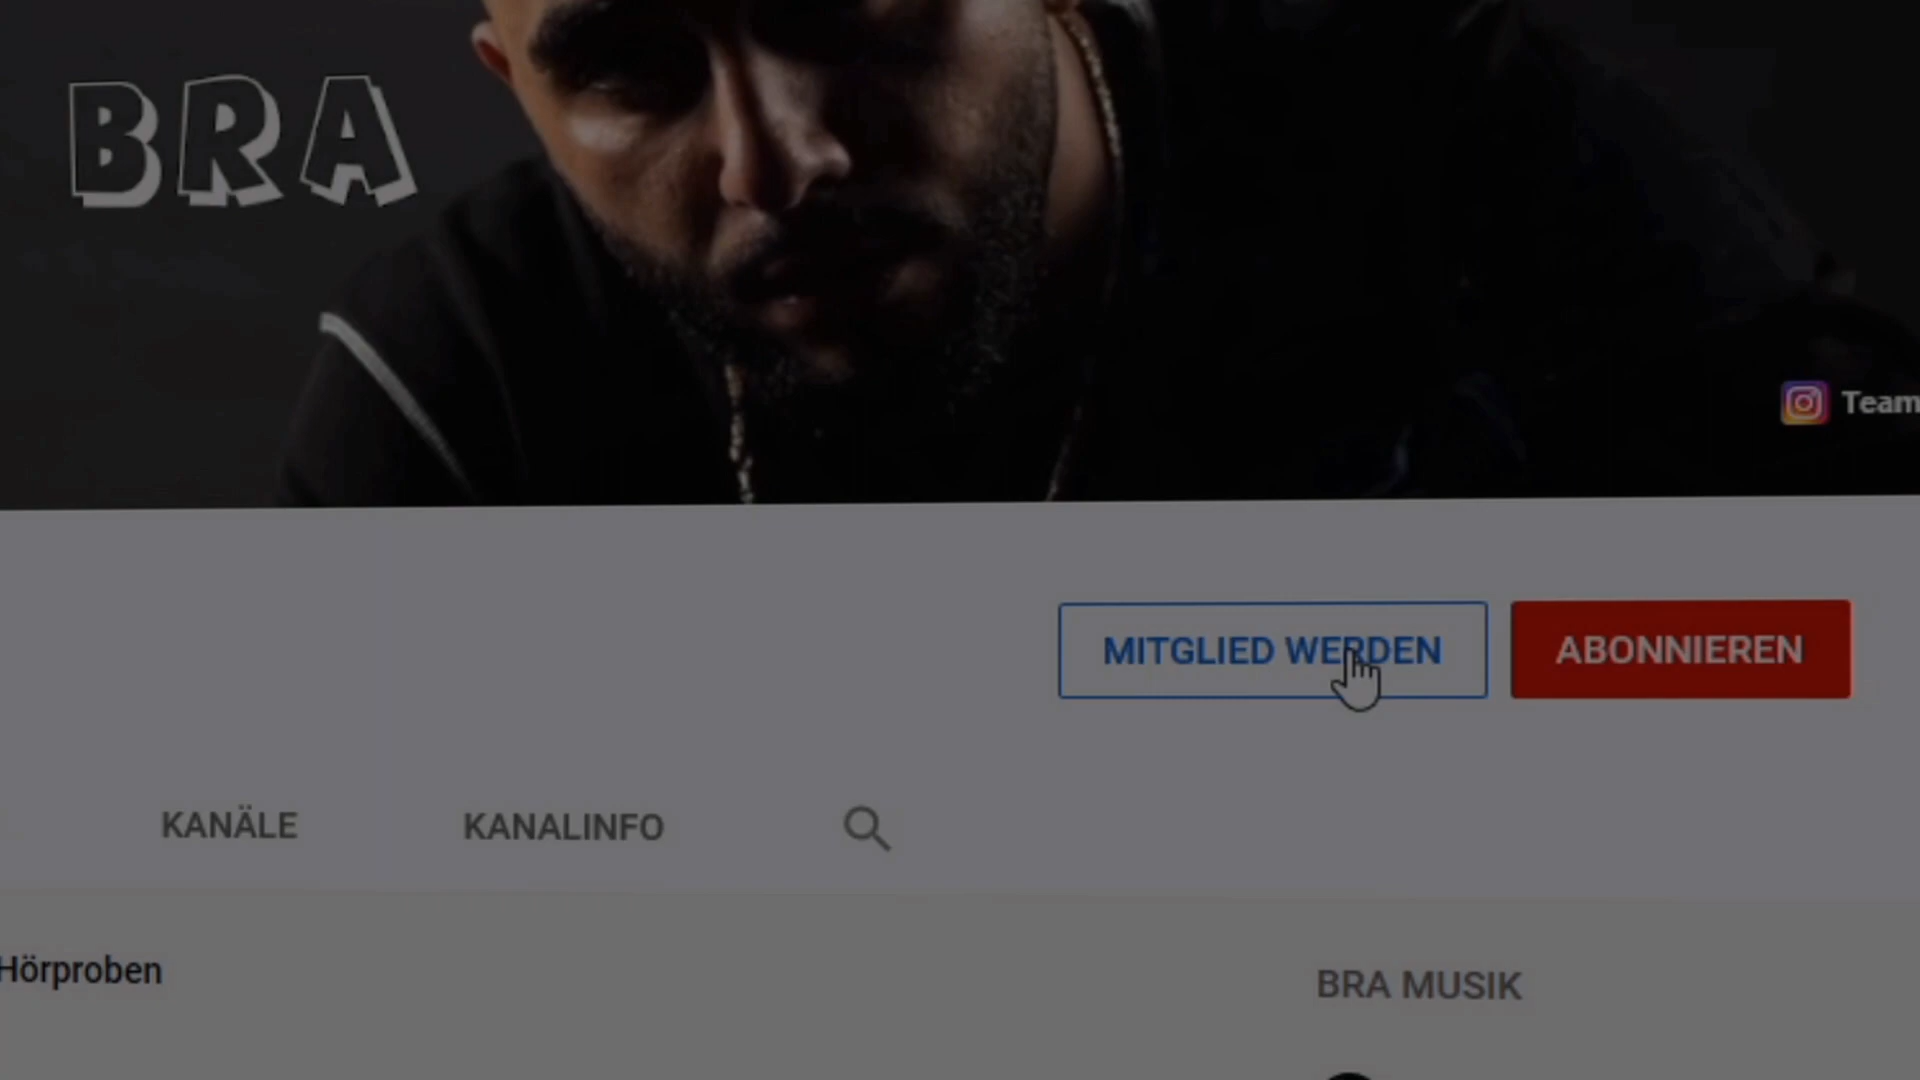 BRA
Team
MITGLIED WERDEN
ABONNIEREN
KANÄLE
KANALINFO
Hörproben
BRA MUSIK